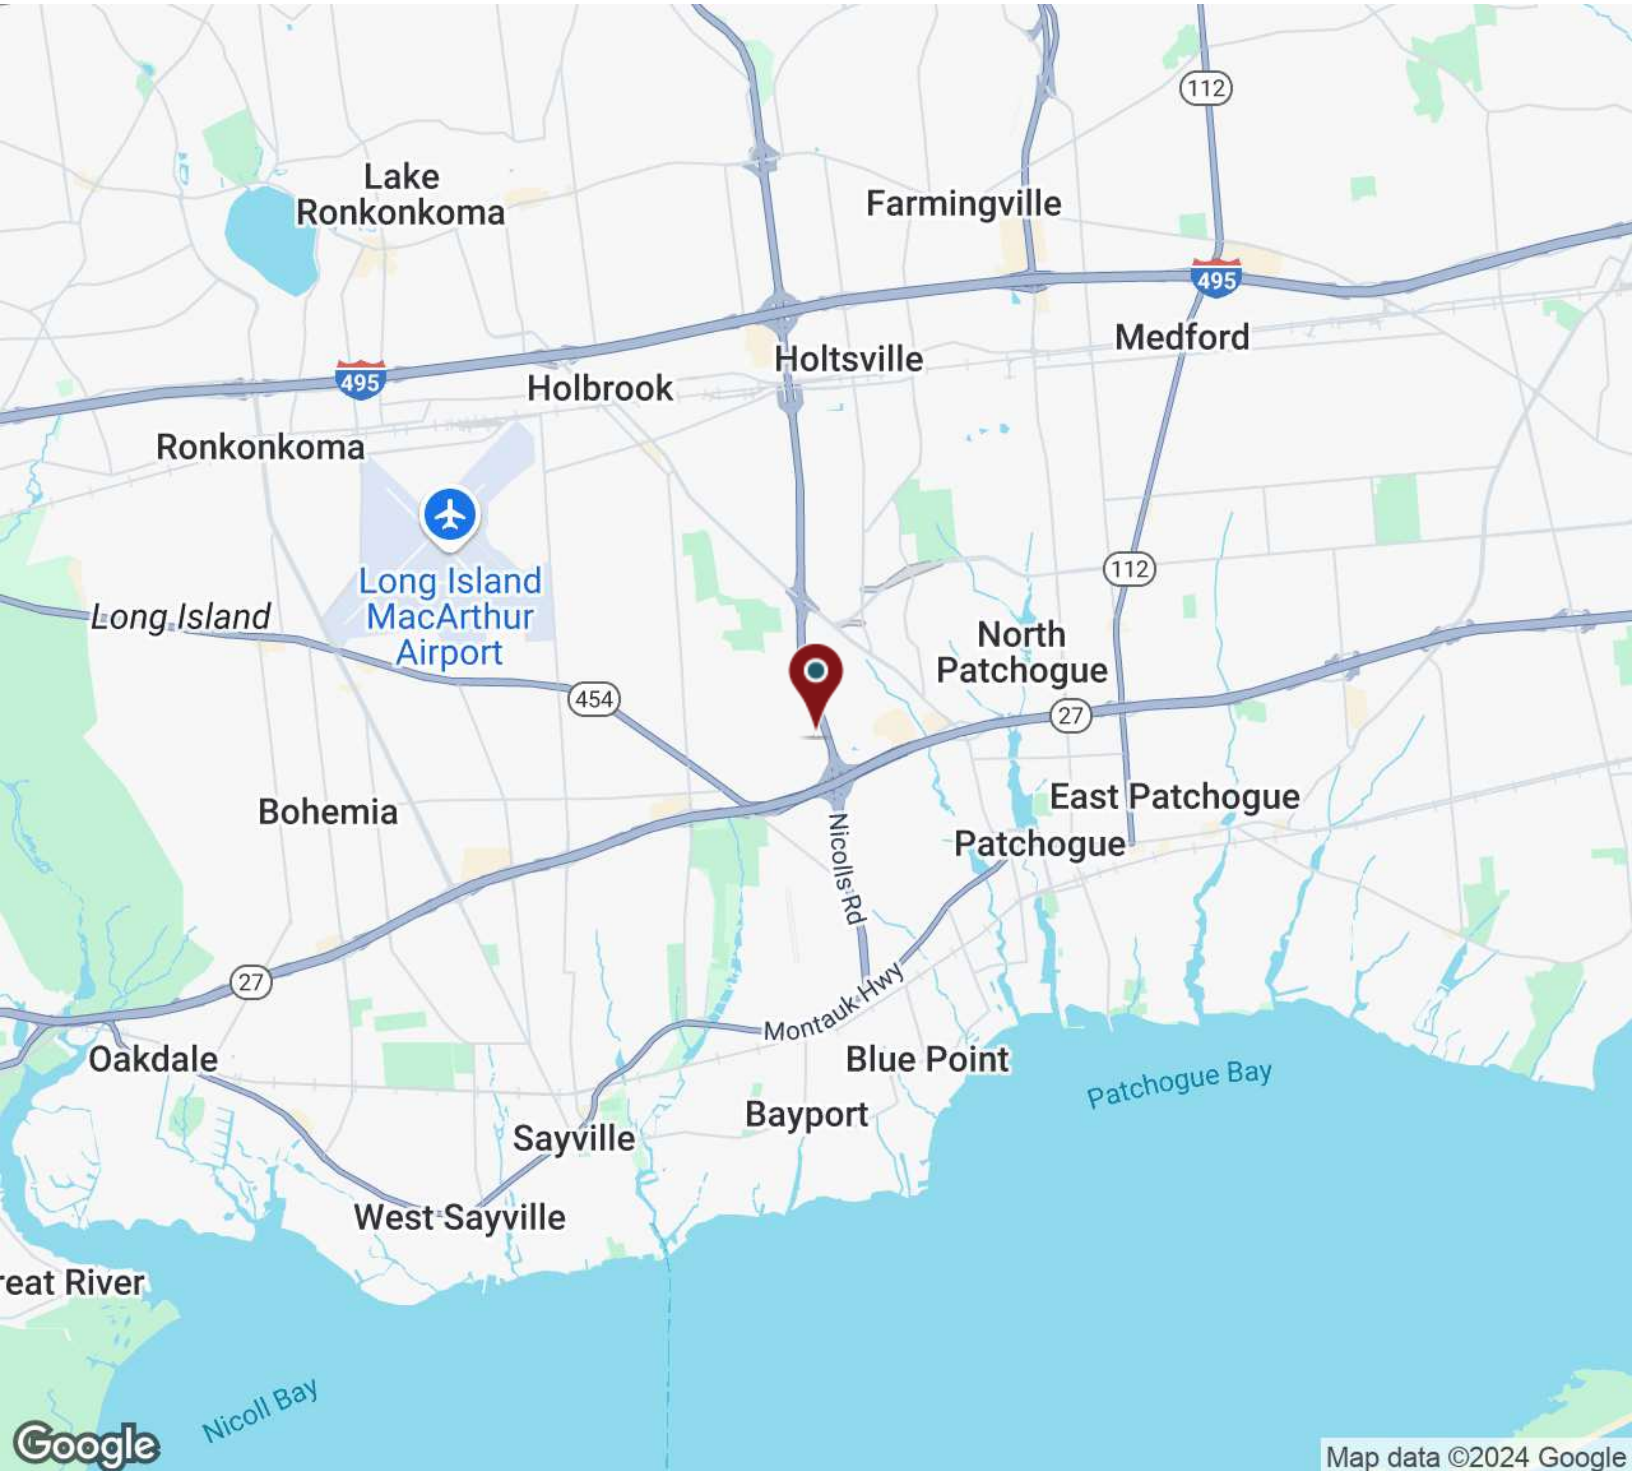 112
Lake
Ronkonkoma
Farmingville
495
Medford
Holtsville
495
Holbrook
Ronkonkoma
Long Island
MacArthur
Airport
112
Long Island
North
Patchogue
454
27
East Patchogue
Bohemia
Patchogue
Nicolls Rd
27
Montauk Hwy
Oakdale
Blue Point
Patchogue Bay
Bayport
Sayville
West Sayville
reat River
Nicoll Bay
Google
Map data ©2024 Google